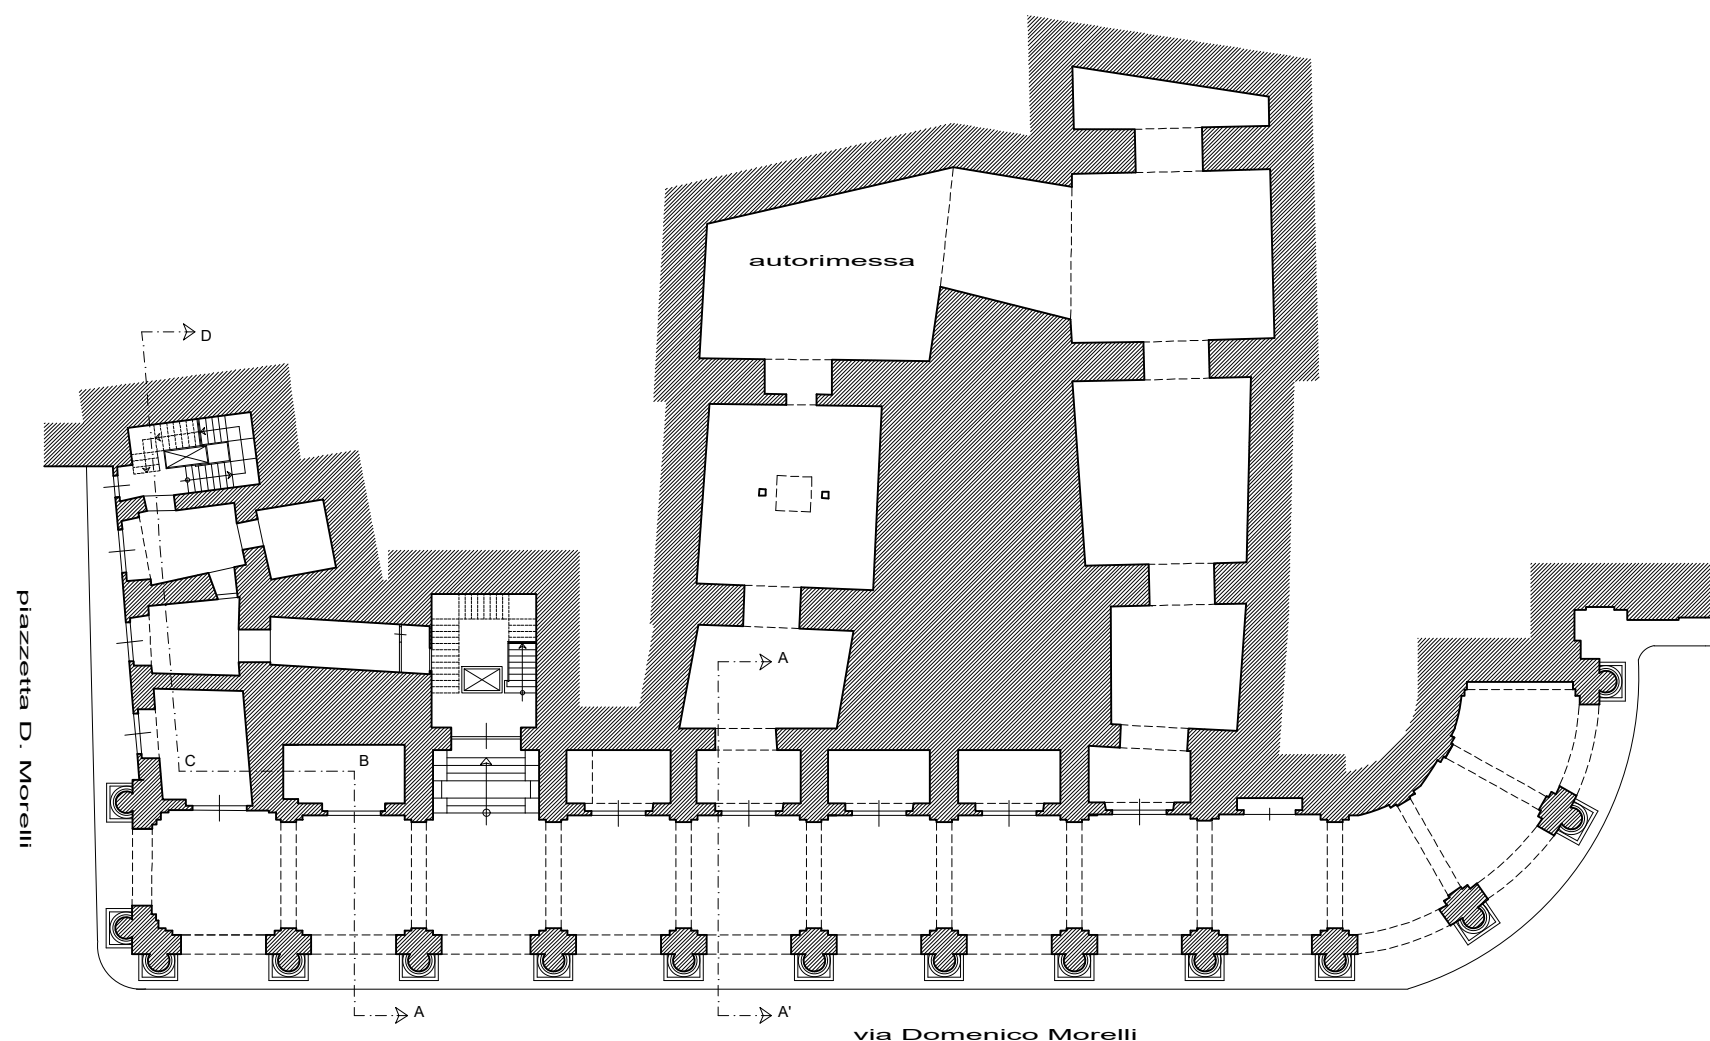 autorimessa
D
A
C
B
A
A'
piazzetta D. Morelli
via Domenico Morelli